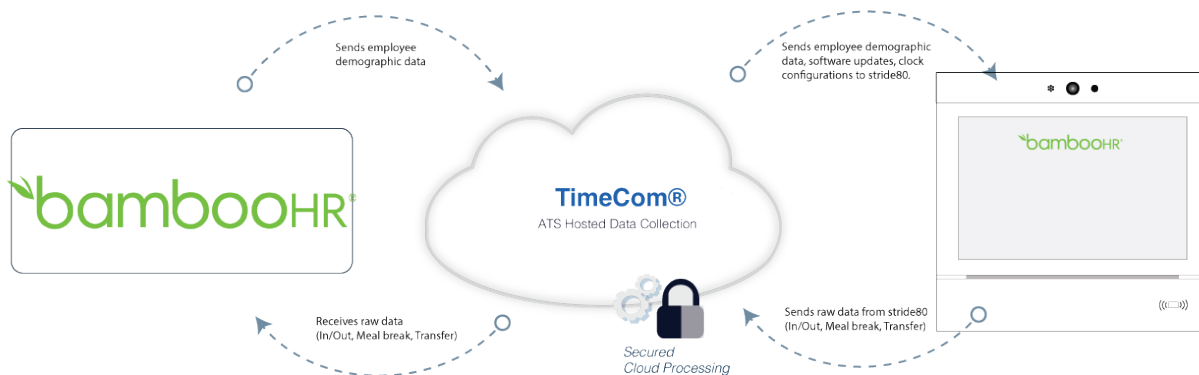 Sends employee
demographic data
Sends employee demographic
data, software updates, clock
configurations to stride80.
bambooHR®
bambooHR®
TimeCom®
ATS Hosted Data Collection
Receives raw data
(In/Out, Meal break, Transfer)
Sends raw data from stride80
(In/Out, Meal break, Transfer)
Secured
Cloud Processing